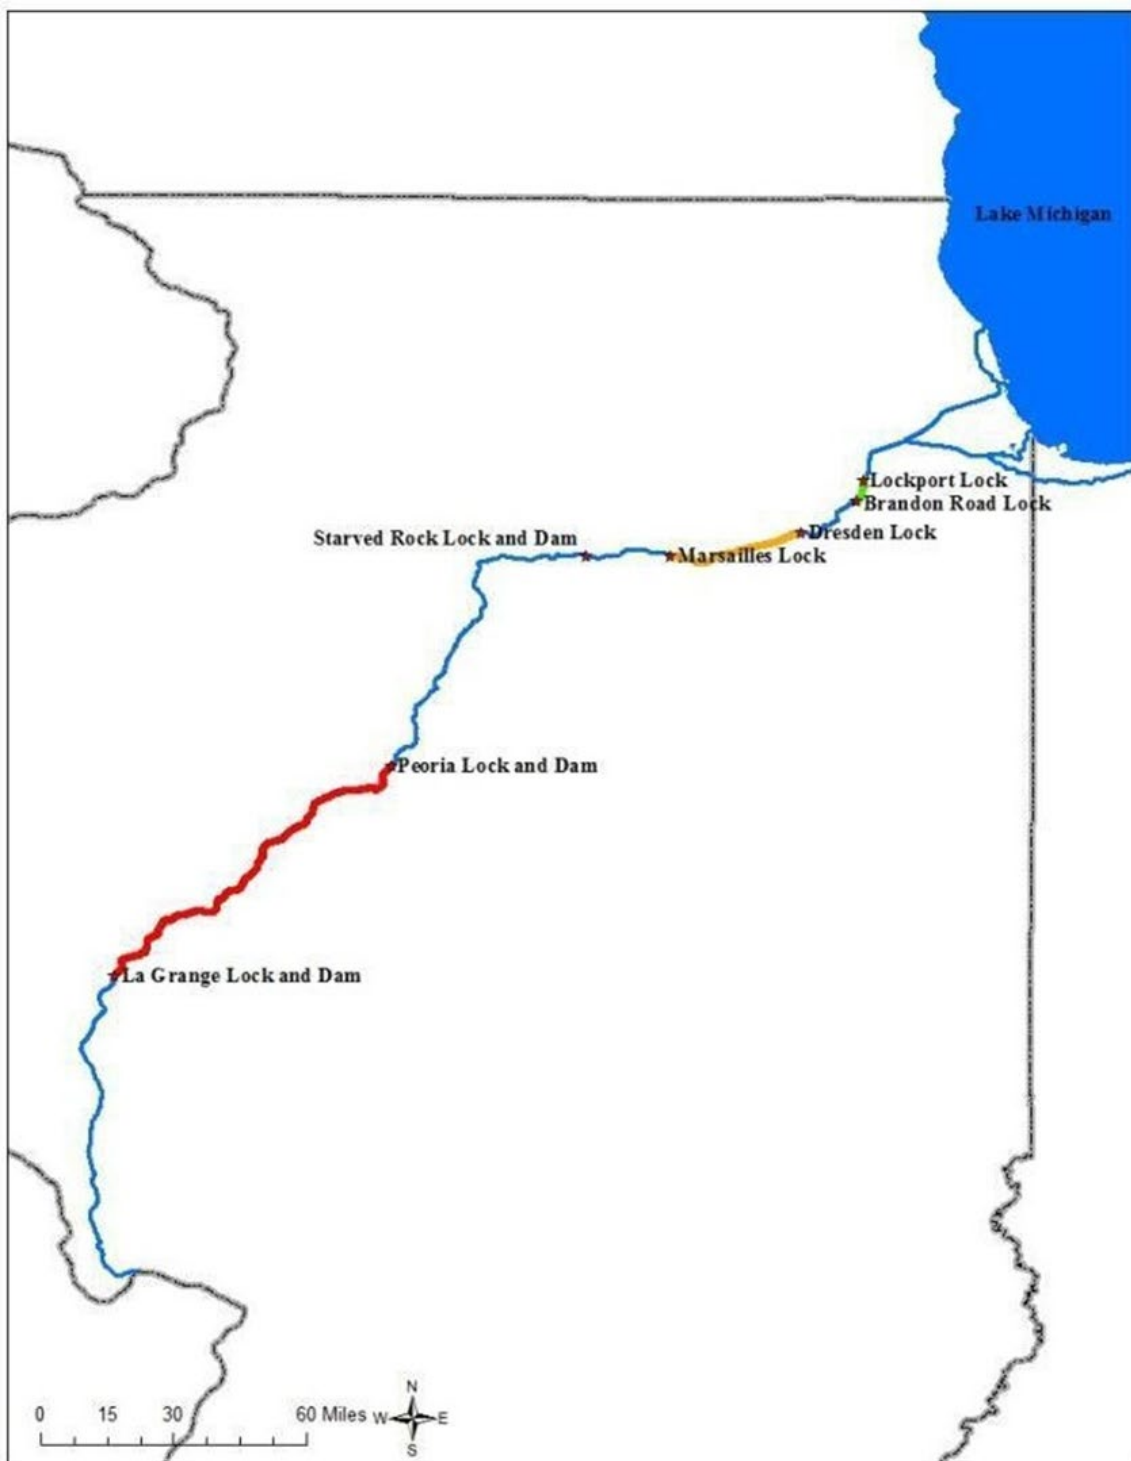 Lake Michigan
Lockport Lock
Brandon Road Lock
Dresden Lock
Starved Rock Lock and Dam
Marsailles Lock
Peoria Lock and Dam
La Grange Lock and Dam
N
0 15 30 60 Miles W E
S